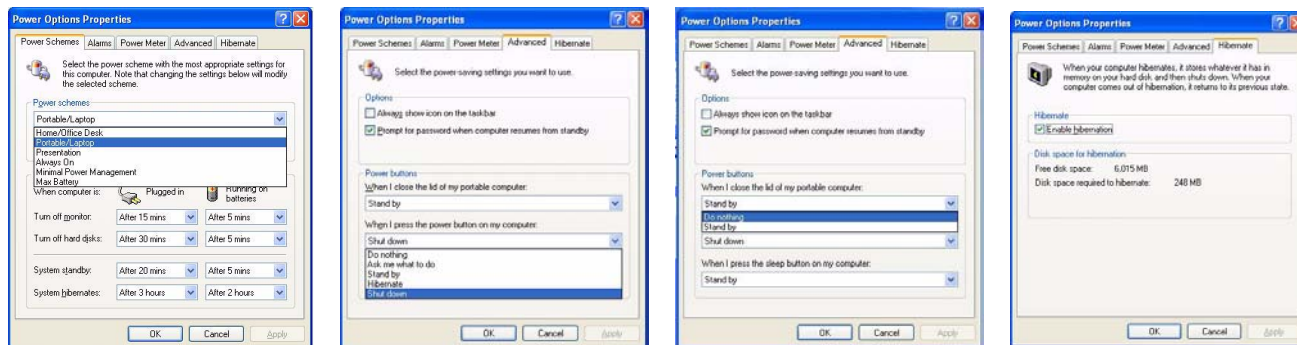 Power Options Properties
Power Schemes Alarms Power Meter Advanced Hibernate
Select the power scheme with the most appropriate settings for
this computer. Note that changing the settings below will modify
the selected scheme.
Power schemes
Portable/Laptop
Home/Office Desk
Portable/Laptop
Presentation
Always On
Minimal Power Management
Max Battery
When computer is: Plugged in Running on
batteries
Turn off monitor: After 15 mins After 5 mins
Turn off hard disks: After 30 mins After 5 mins
System standby: After 20 mins After 5 mins
System hibernates: After 3 hours After 2 hours
OK Cancel Apply
Power Options Properties
Power Schemes Alarms Power Meter Advanced Hibernate
Select the power-saving settings you want to use.
Options
Always show icon on the taskbar
Prompt for password when computer resumes from standby
Power buttons
When I close the lid of my portable computer:
Stand by
When I press the power button on my computer:
Shut down
Do nothing
Ask me what to do
Stand by
Hibernate
Shut down
OK Cancel Apply
Power Options Properties
Power Schemes Alarms Power Meter Advanced Hibernate
Select the power-saving settings you want to use.
Options
Always show icon on the taskbar
Prompt for password when computer resumes from standby
Power buttons
When I close the lid of my portable computer:
Stand by
Do nothing
Stand by
Shut down
When I press the sleep button on my computer:
Stand by
OK Cancel Apply
Power Options Properties
Power Schemes Alarms Power Meter Advanced Hibernate
When your computer hibernates, it stores whatever it has in
memory on your hard disk and then shuts down. When your
computer comes out of hibernation, it returns to its previous state.
Hibernate
Enable hibernation
Disk space for hibernation
Free disk space: 6,015 MB
Disk space required to hibernate: 248 MB
OK Cancel Apply